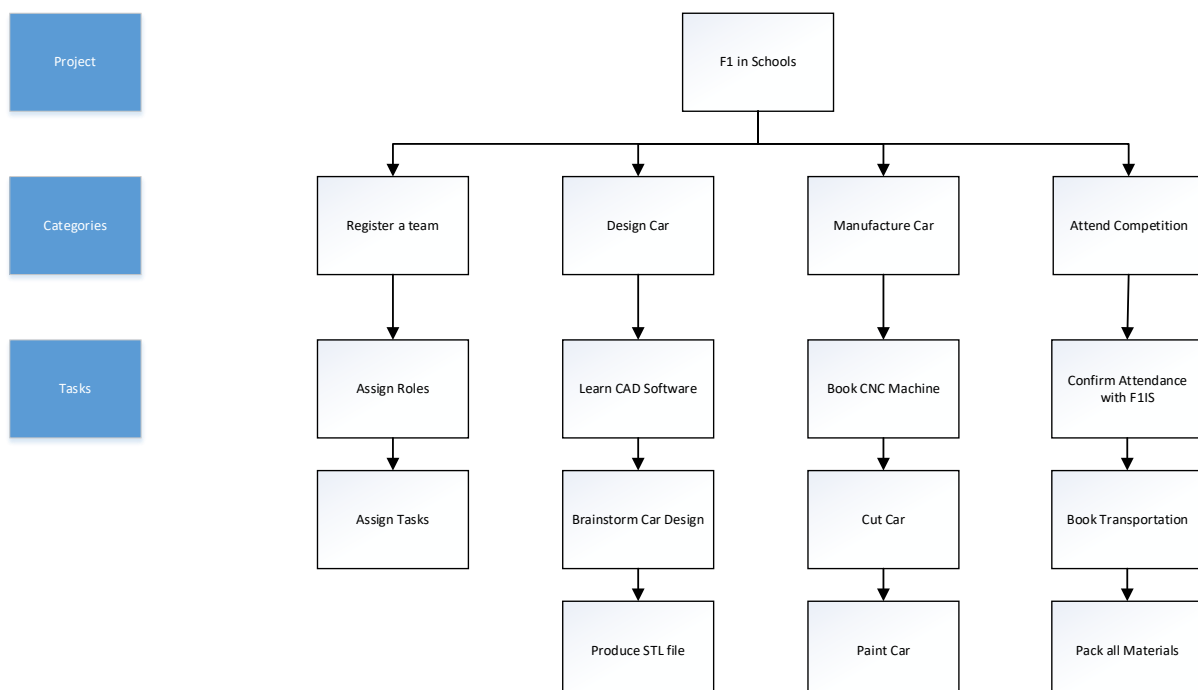 Project
F1 in Schools
Categories
Register a team
Design Car
Manufacture Car
Attend Competition
Tasks
Assign Roles
Learn CAD Software
Book CNC Machine
Confirm Attendance
with F1IS
Assign Tasks
Brainstorm Car Design
Cut Car
Book Transportation
Produce STL file
Paint Car
Pack all Materials